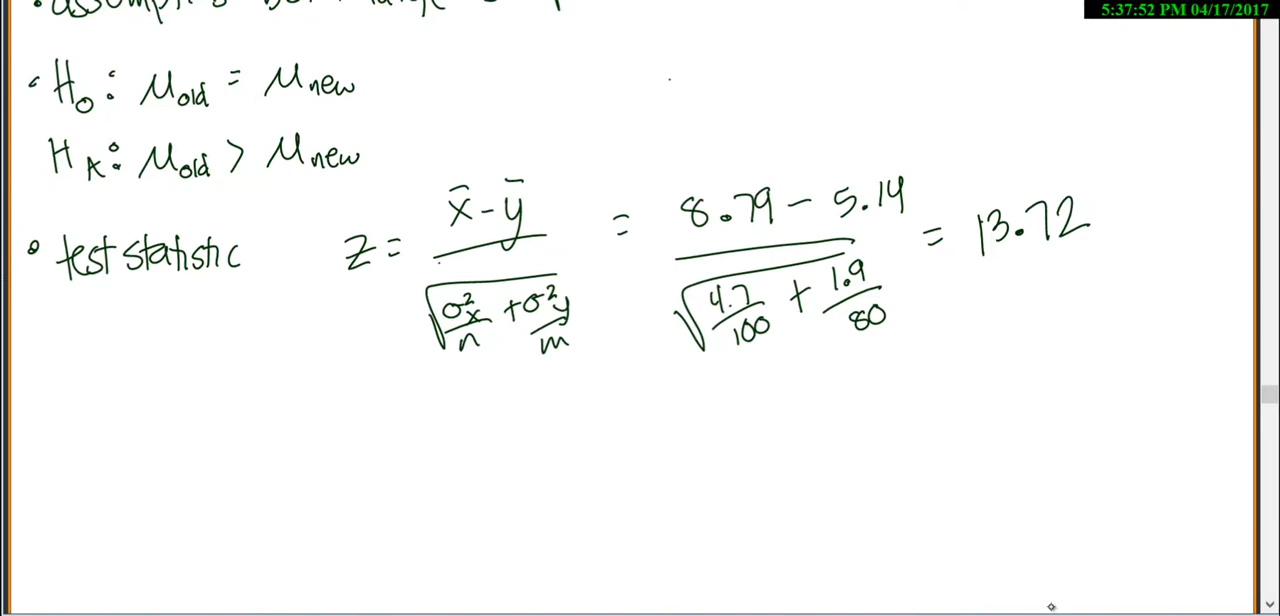 5:37:52 PM 04/17/2017
H₀: μold = μnew
H_A: μold > μnew
• test statistic z = (x̄ - ȳ) / √(σ²x/n + σ²y/m) = (8.79 - 5.14) / √(4.7/100 + 1.9/80) = 13.72